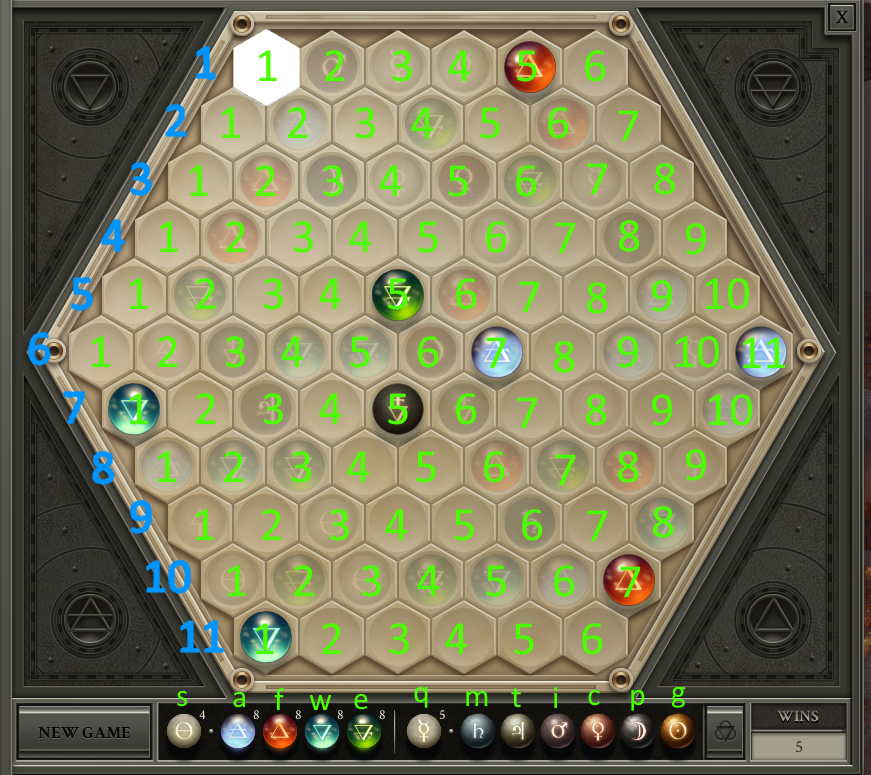 X
1 1 2 3 4 5 6
2 1 2 3 4 5 6 7
3 1 2 3 4 5 6 7 8
4 1 2 3 4 5 6 7 8 9
5 1 2 3 4 5 6 7 8 9 10
6 1 2 3 4 5 6 7 8 9 10 11
7 1 2 3 4 5 6 7 8 9 10
8 1 2 3 4 5 6 7 8 9
9 1 2 3 4 5 6 7 8
10 1 2 3 4 5 6 7
11 1 2 3 4 5 6
s a f w e q m t i c p g
4 8 8 8 8 5
NEW GAME
WINS
5